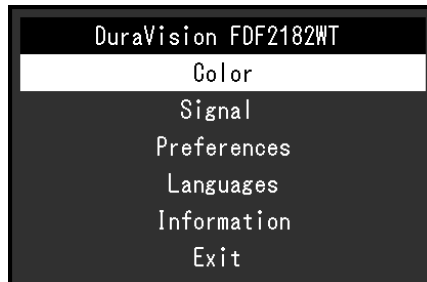 DuraVision FDF2182WT
Color
Signal
Preferences
Languages
Information
Exit